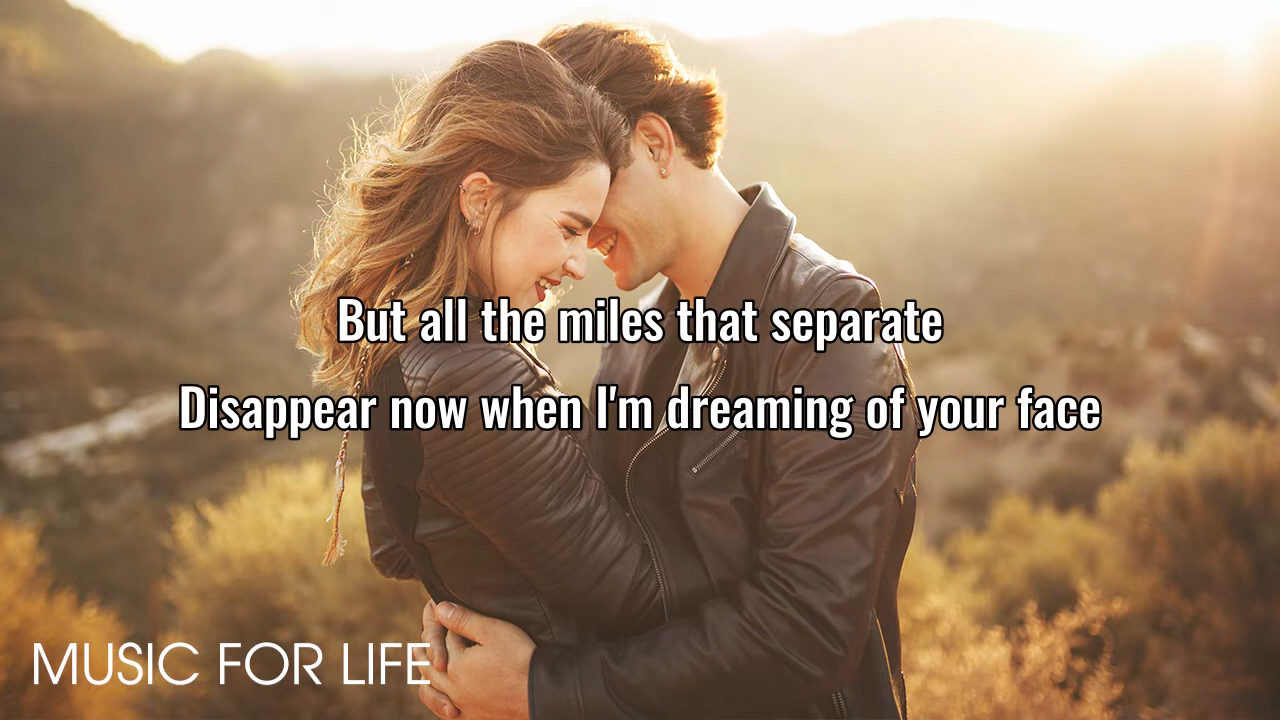 But all the miles that separate
Disappear now when I'm dreaming of your face
MUSIC FOR LIFE